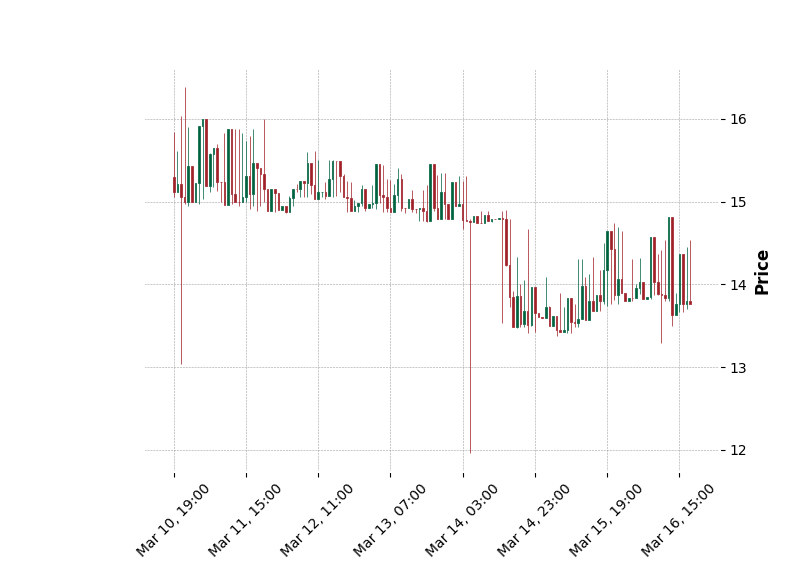 16
15
14
13
12
Price
Mar 10, 19:00
Mar 11, 15:00
Mar 12, 11:00
Mar 13, 07:00
Mar 14, 03:00
Mar 14, 23:00
Mar 15, 19:00
Mar 16, 15:00